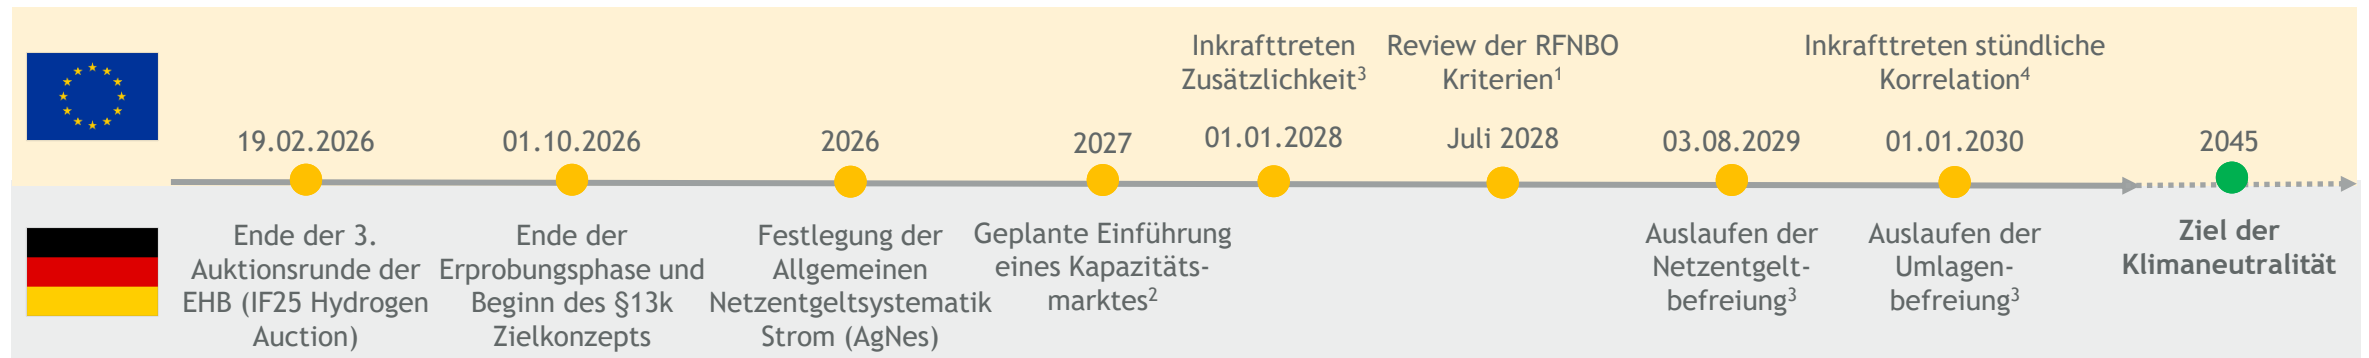 Inkrafttreten
Zusätzlichkeit³
Review der RFNBO
Kriterien¹
Inkrafttreten stündliche
Korrelation⁴
19.02.2026
01.10.2026
2026
2027
01.01.2028
Juli 2028
03.08.2029
01.01.2030
2045
Ende der 3.
Auktionsrunde der
EHB (IF25 Hydrogen
Auction)
Ende der
Erprobungsphase und
Beginn des §13k
Zielkonzepts
Festlegung der
Allgemeinen
Netzentgeltsystematik
Strom (AgNes)
Geplante Einführung
eines Kapazitäts-
marktes²
Auslaufen der
Netzentgelt-
befreiung³
Auslaufen der
Umlagen-
befreiung³
Ziel der
Klimaneutralität